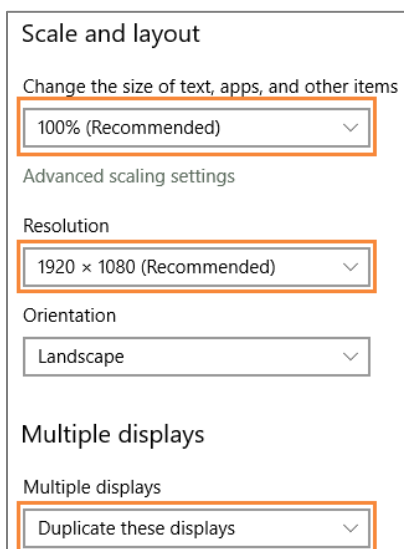 Scale and layout
Change the size of text, apps, and other items
100% (Recommended)
Advanced scaling settings
Resolution
1920 × 1080 (Recommended)
Orientation
Landscape
Multiple displays
Multiple displays
Duplicate these displays